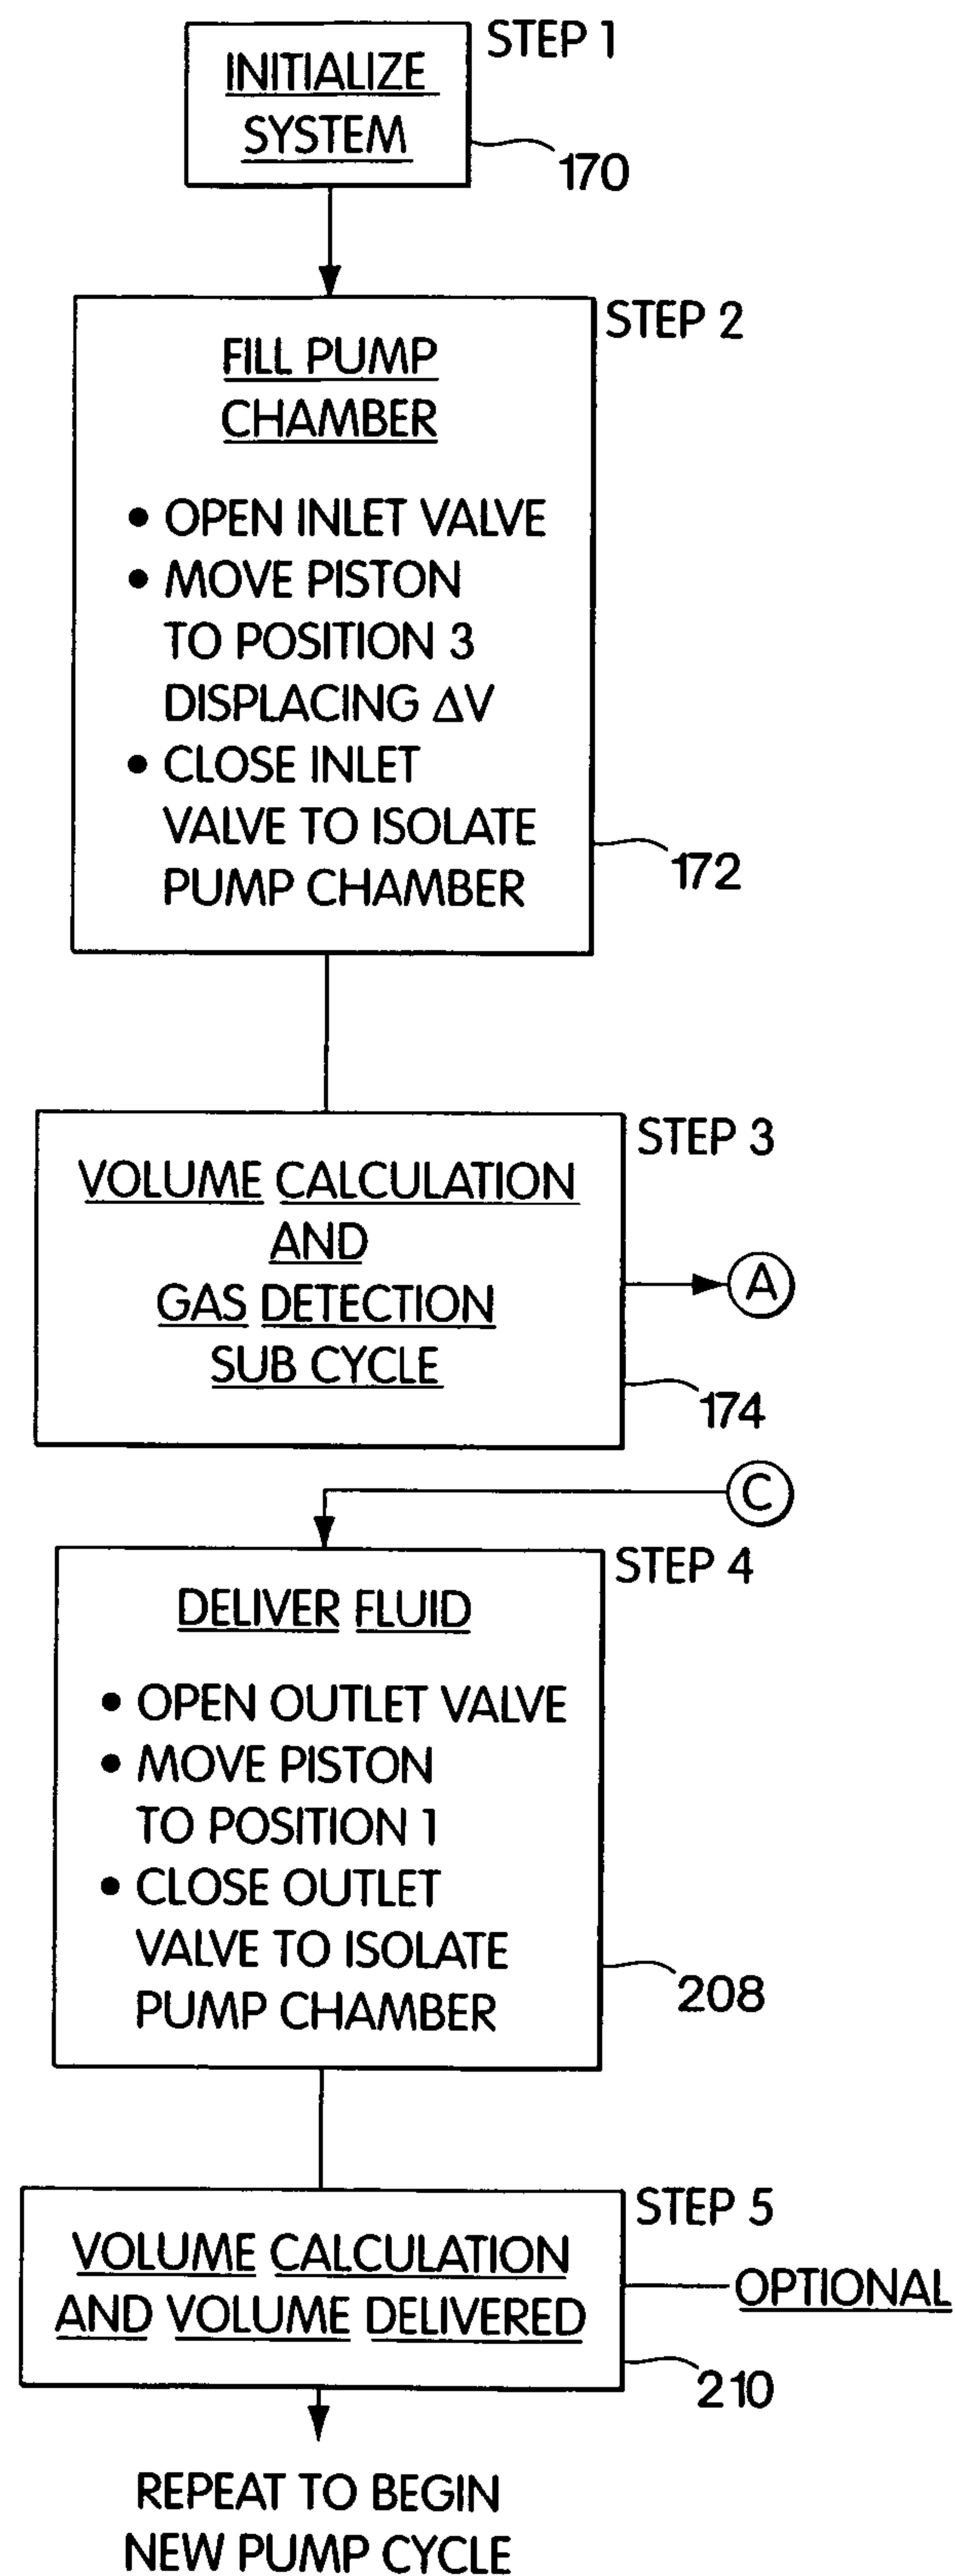 STEP 1
INITIALIZE
SYSTEM
170
STEP 2
FILL PUMP
CHAMBER
• OPEN INLET VALVE
• MOVE PISTON
TO POSITION 3
DISPLACING ΔV
• CLOSE INLET
VALVE TO ISOLATE
PUMP CHAMBER
172
STEP 3
VOLUME CALCULATION
AND
GAS DETECTION
SUB CYCLE
A
174
C
STEP 4
DELIVER FLUID
• OPEN OUTLET VALVE
• MOVE PISTON
TO POSITION 1
• CLOSE OUTLET
VALVE TO ISOLATE
PUMP CHAMBER
208
STEP 5
VOLUME CALCULATION
AND VOLUME DELIVERED
OPTIONAL
210
REPEAT TO BEGIN
NEW PUMP CYCLE